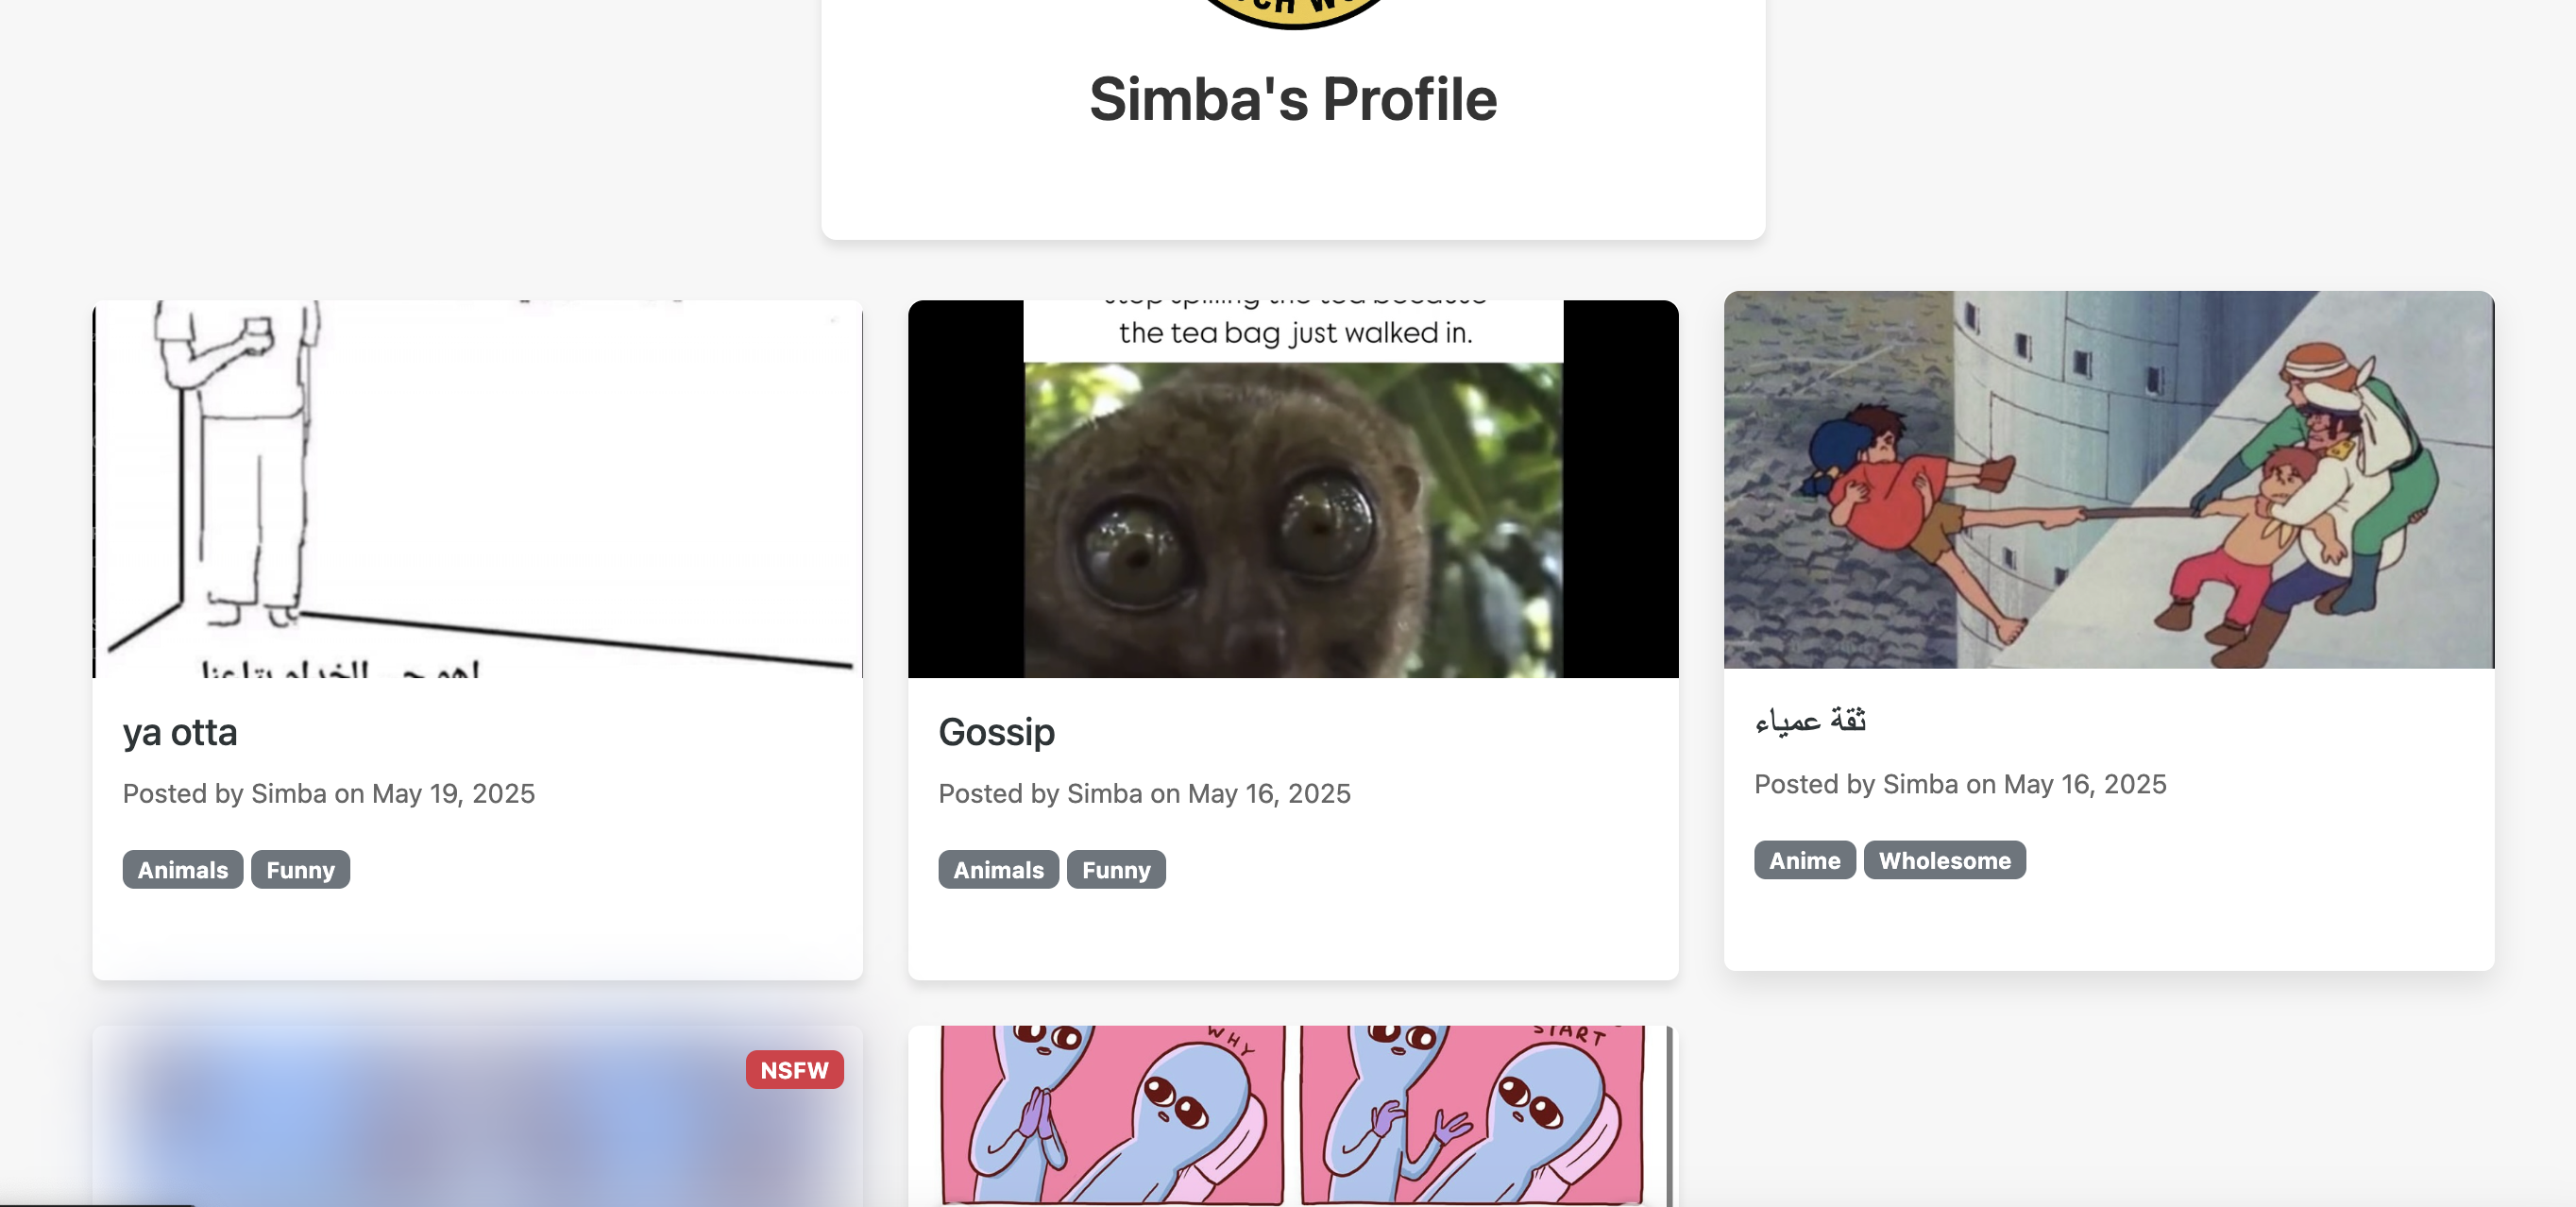 Simba's Profile
the tea bag just walked in.
ya otta
Posted by Simba on May 19, 2025
Animals Funny
Gossip
Posted by Simba on May 16, 2025
Animals Funny
ثقة عمياء
Posted by Simba on May 16, 2025
Anime Wholesome
NSFW
WHY
START